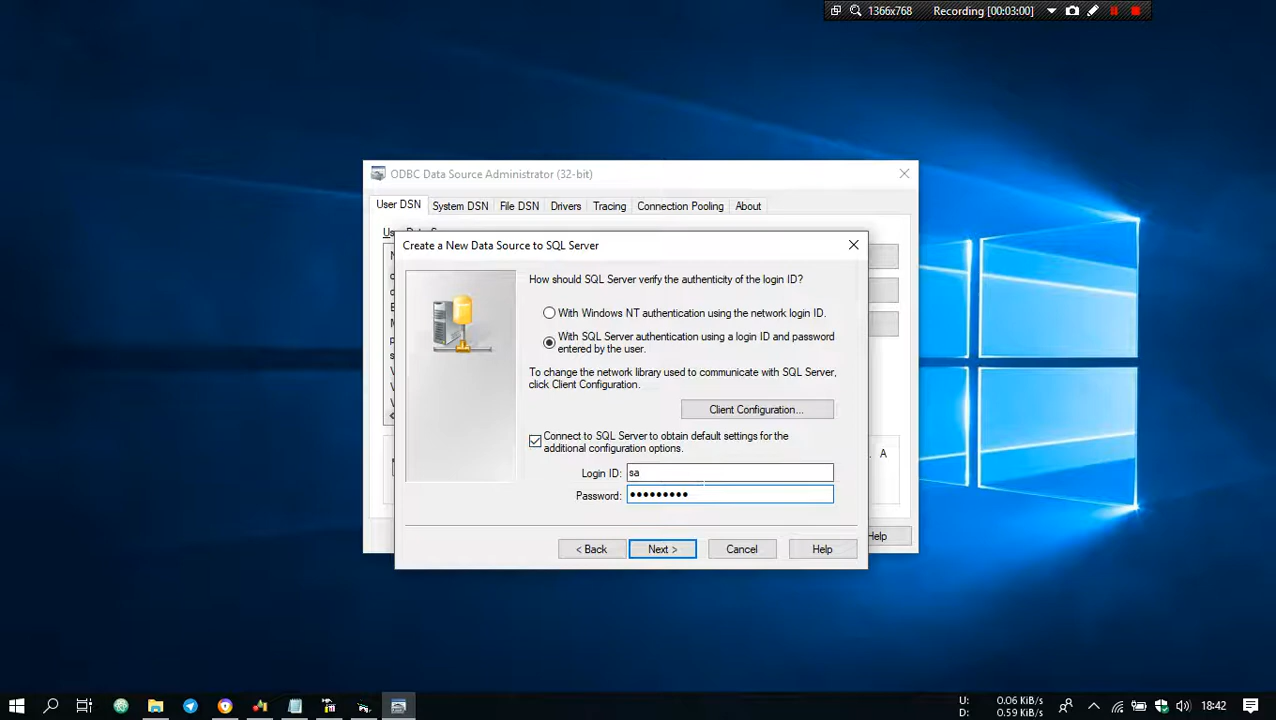 1366x768 Recording [00:03:00]
ODBC Data Source Administrator (32-bit)
User DSN System DSN File DSN Drivers Tracing Connection Pooling About
Create a New Data Source to SQL Server
How should SQL Server verify the authenticity of the login ID?
With Windows NT authentication using the network login ID.
With SQL Server authentication using a login ID and password
entered by the user.
To change the network library used to communicate with SQL Server,
click Client Configuration.
Client Configuration...
Connect to SQL Server to obtain default settings for the
additional configuration options.
A
Login ID: sa
Password: •••••••••
< Back Next > Cancel Help
Help
U: 0.06 KiB/s
D: 0.59 KiB/s
18:42